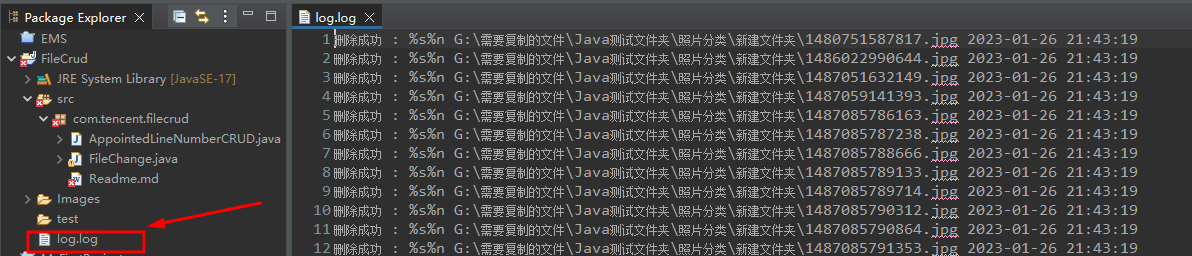 Package Explorer
EMS
FileCrud
JRE System Library [JavaSE-17]
src
com.tencent.filecrud
AppointedLineNumberCRUD.java
FileChange.java
Readme.md
Images
test
log.log
log.log
1 删除成功 : %s%n G:\需要复制的文件\Java测试文件夹\照片分类\新建文件夹\1480751587817.jpg 2023-01-26 21:43:19
2 删除成功 : %s%n G:\需要复制的文件\Java测试文件夹\照片分类\新建文件夹\1486022990644.jpg 2023-01-26 21:43:19
3 删除成功 : %s%n G:\需要复制的文件\Java测试文件夹\照片分类\新建文件夹\1487051632149.jpg 2023-01-26 21:43:19
4 删除成功 : %s%n G:\需要复制的文件\Java测试文件夹\照片分类\新建文件夹\1487059141393.jpg 2023-01-26 21:43:19
5 删除成功 : %s%n G:\需要复制的文件\Java测试文件夹\照片分类\新建文件夹\1487085786163.jpg 2023-01-26 21:43:19
6 删除成功 : %s%n G:\需要复制的文件\Java测试文件夹\照片分类\新建文件夹\1487085787238.jpg 2023-01-26 21:43:19
7 删除成功 : %s%n G:\需要复制的文件\Java测试文件夹\照片分类\新建文件夹\1487085788666.jpg 2023-01-26 21:43:19
8 删除成功 : %s%n G:\需要复制的文件\Java测试文件夹\照片分类\新建文件夹\1487085789133.jpg 2023-01-26 21:43:19
9 删除成功 : %s%n G:\需要复制的文件\Java测试文件夹\照片分类\新建文件夹\1487085789714.jpg 2023-01-26 21:43:19
10 删除成功 : %s%n G:\需要复制的文件\Java测试文件夹\照片分类\新建文件夹\1487085790312.jpg 2023-01-26 21:43:19
11 删除成功 : %s%n G:\需要复制的文件\Java测试文件夹\照片分类\新建文件夹\1487085790864.jpg 2023-01-26 21:43:19
12 删除成功 : %s%n G:\需要复制的文件\Java测试文件夹\照片分类\新建文件夹\1487085791353.jpg 2023-01-26 21:43:19